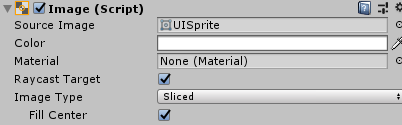 Image (Script)
Source Image UISprite
Color
Material None (Material)
Raycast Target
Image Type Sliced
Fill Center